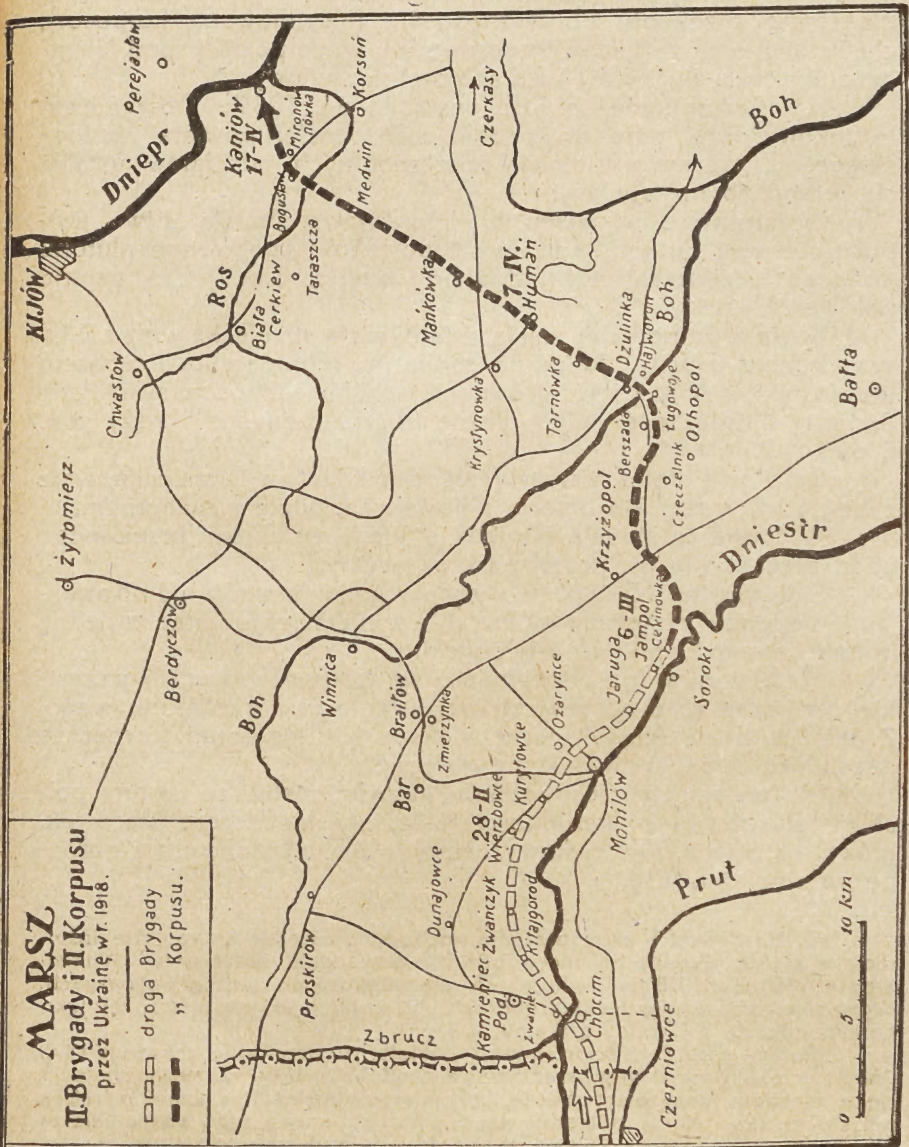 MARSZ
II. Brygady i II. Korpusu
przez Ukrainę w r. 1918.
droga Brygady
„ Korpusu.
Perejasław
Dniepr
KIJÓW
Kaniów
17-IV
Mironówka
Bogusław
Korsuń
Medwin
Ros
Taraszcza
Biała
Cerkiew
Chwastów
Czerkasy
Boh
Mańkówka
7-IV..
Humań
Krystynowka
Tarnówka
Dżulinka
Hajworon
Boh
Berszada
Ługowoje
Czeczelnik
Olhopol
Bałta
Żytomierz
Berdyczów
Krzyżopol
Dniestr
Winnica
Boh
Braiłów
Żmierzynka
Bar
Jaruga
6-III
Jampol
Cekinówka
Soroki
Ozaryńce
Kuryłowce
28-II
Wierzbowce
Mohilów
Proskirów
Dunajowce
Żwańczyk
Kitajgorod
Kamieniec
Pod.
Żwaniec
Chocim.
Zbrucz
Prut
Czerniowce
0 5 10 km